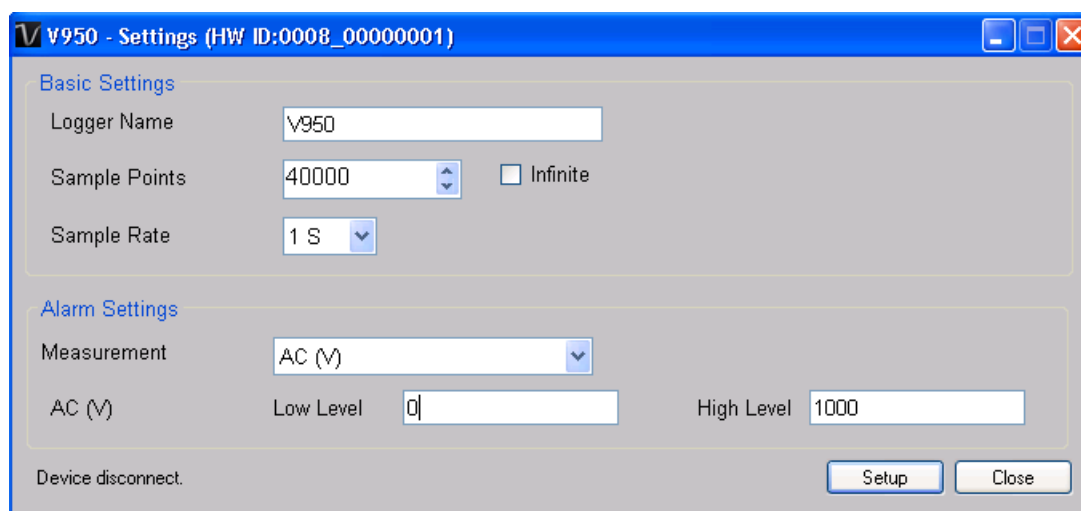 V950 - Settings (HW ID:0008_00000001)
Basic Settings
Logger Name V950
Sample Points 40000 Infinite
Sample Rate 1 S
Alarm Settings
Measurement AC (V)
AC (V) Low Level 0 High Level 1000
Device disconnect. Setup Close